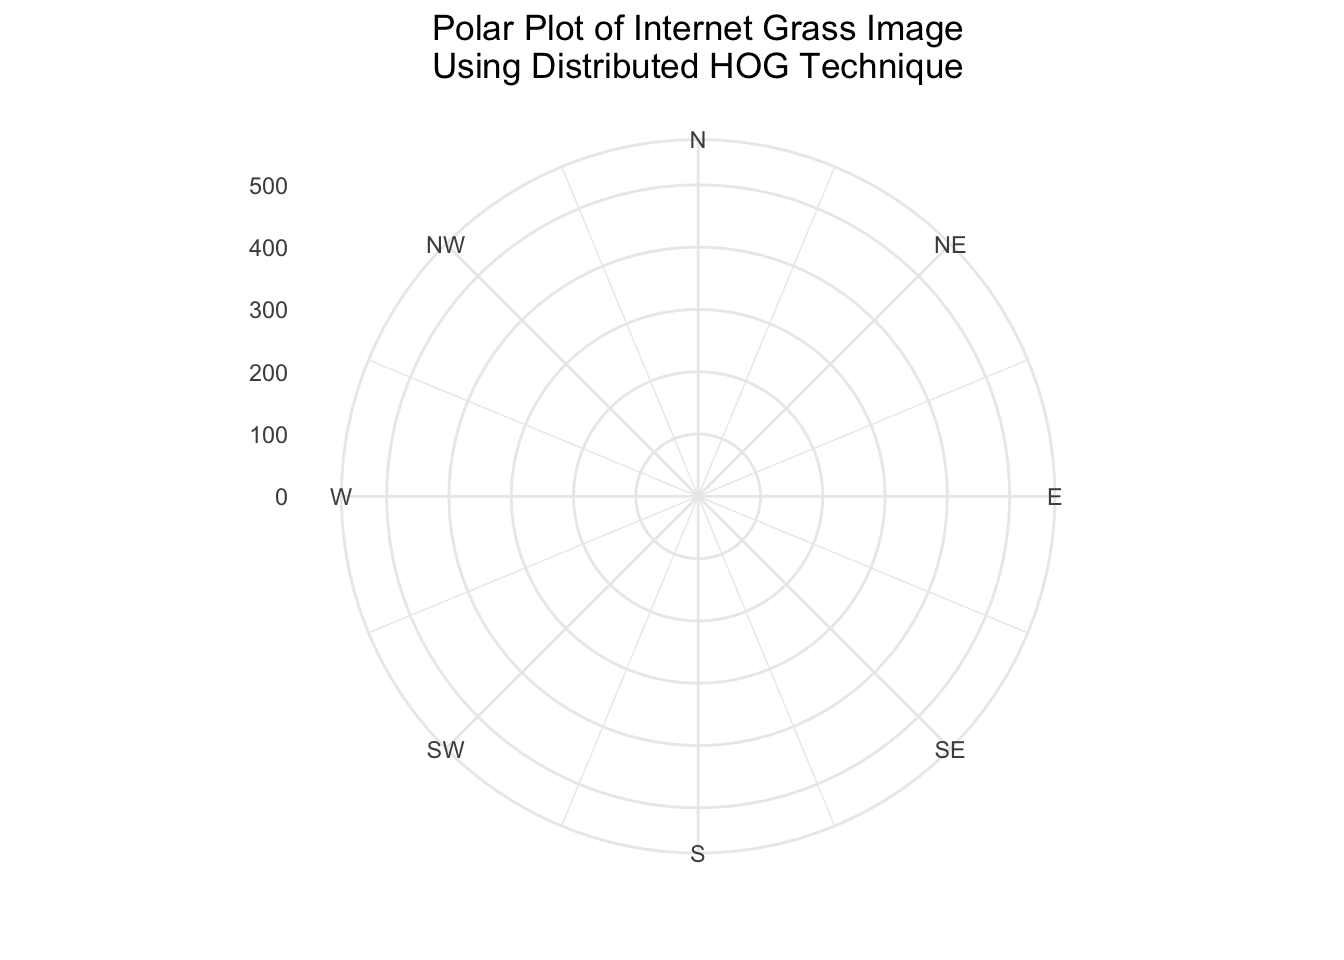 Polar Plot of Internet Grass Image
Using Distributed HOG Technique
N
500
NW
NE
400
300
200
100
0
W
E
SW
SE
S